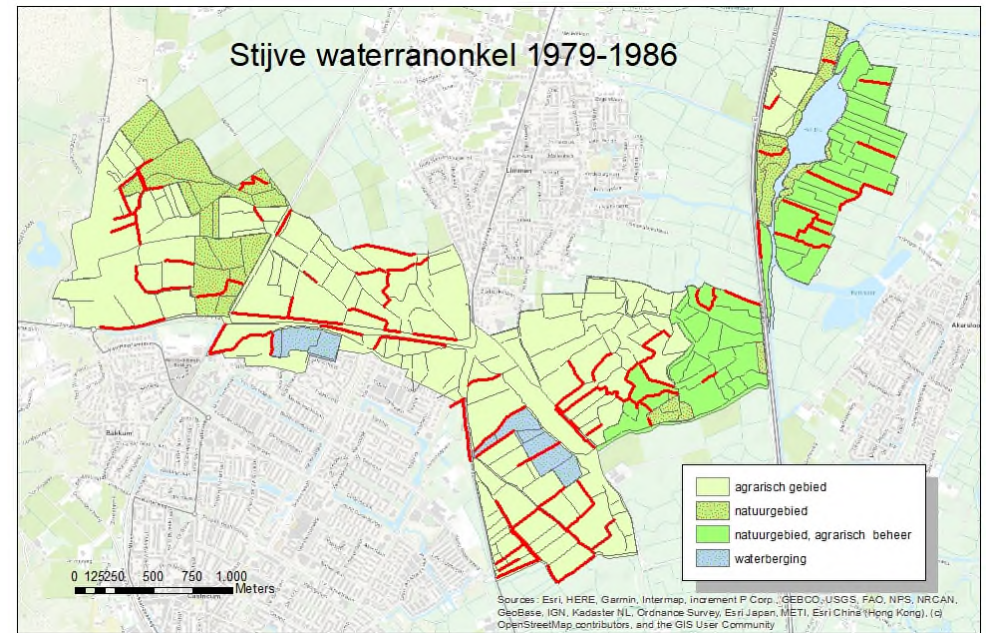 Stijve waterranonkel 1979-1986
Limmen
Bakkum
Akersloot
agrarisch gebied
natuurgebied
natuurgebied, agrarisch beheer
waterberging
0 125250 500 750 1.000
Meters
Sources: Esri, HERE, Garmin, Intermap, increment P Corp., GEBCO, USGS, FAO, NPS, NRCAN,
GeoBase, IGN, Kadaster NL, Ordnance Survey, Esri Japan, METI, Esri China (Hong Kong), (c)
OpenStreetMap contributors, and the GIS User Community